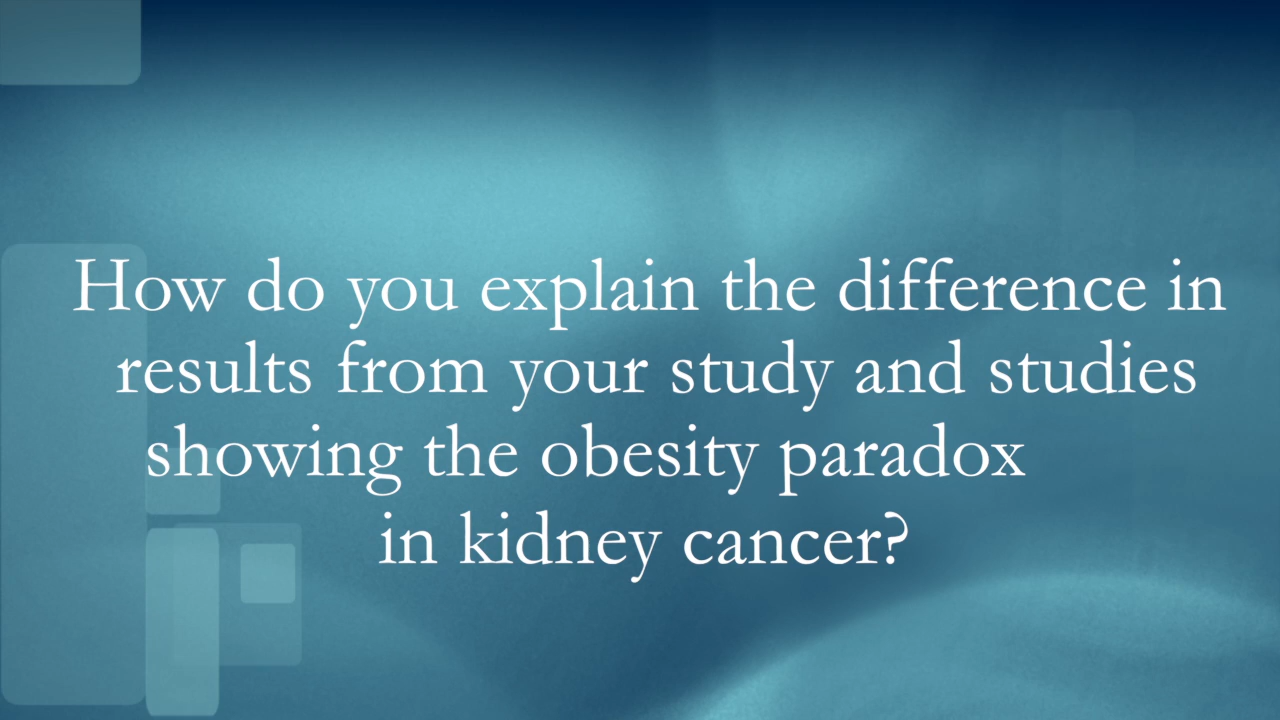 How do you explain the difference in
results from your study and studies
showing the obesity paradox
in kidney cancer?